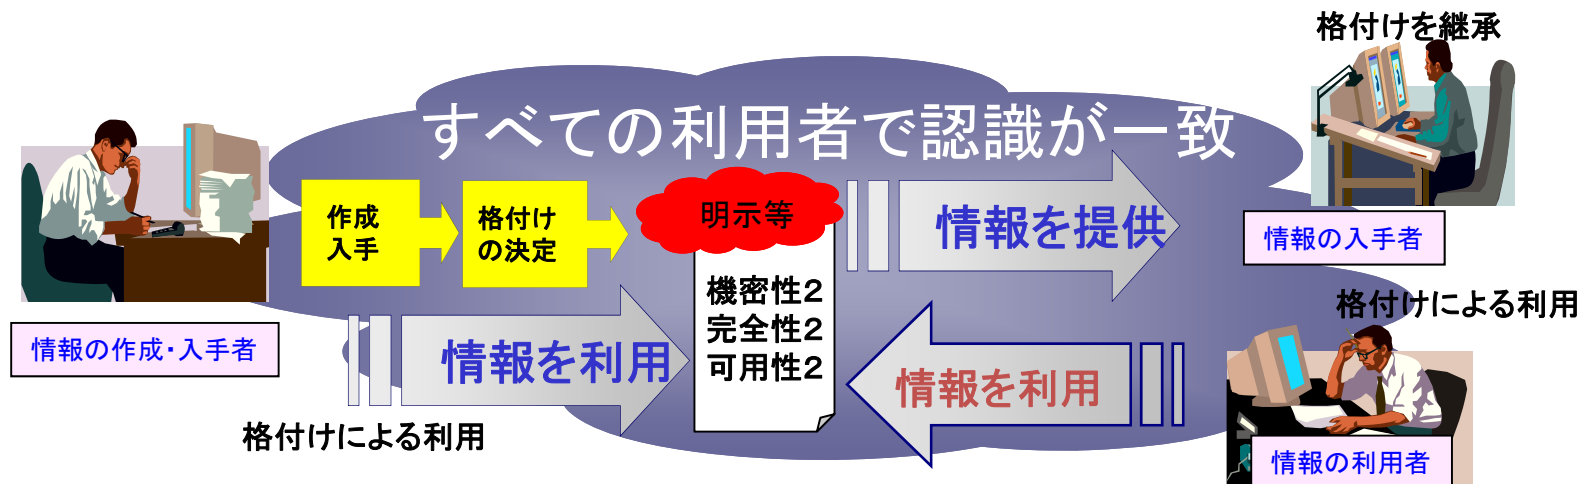 格付けを継承
すべての利用者で認識が一致
作成
入手
格付け
の決定
明示等
情報を提供
情報の入手者
機密性２
完全性２
可用性２
格付けによる利用
情報の作成・入手者
情報を利用
情報を利用
格付けによる利用
情報の利用者